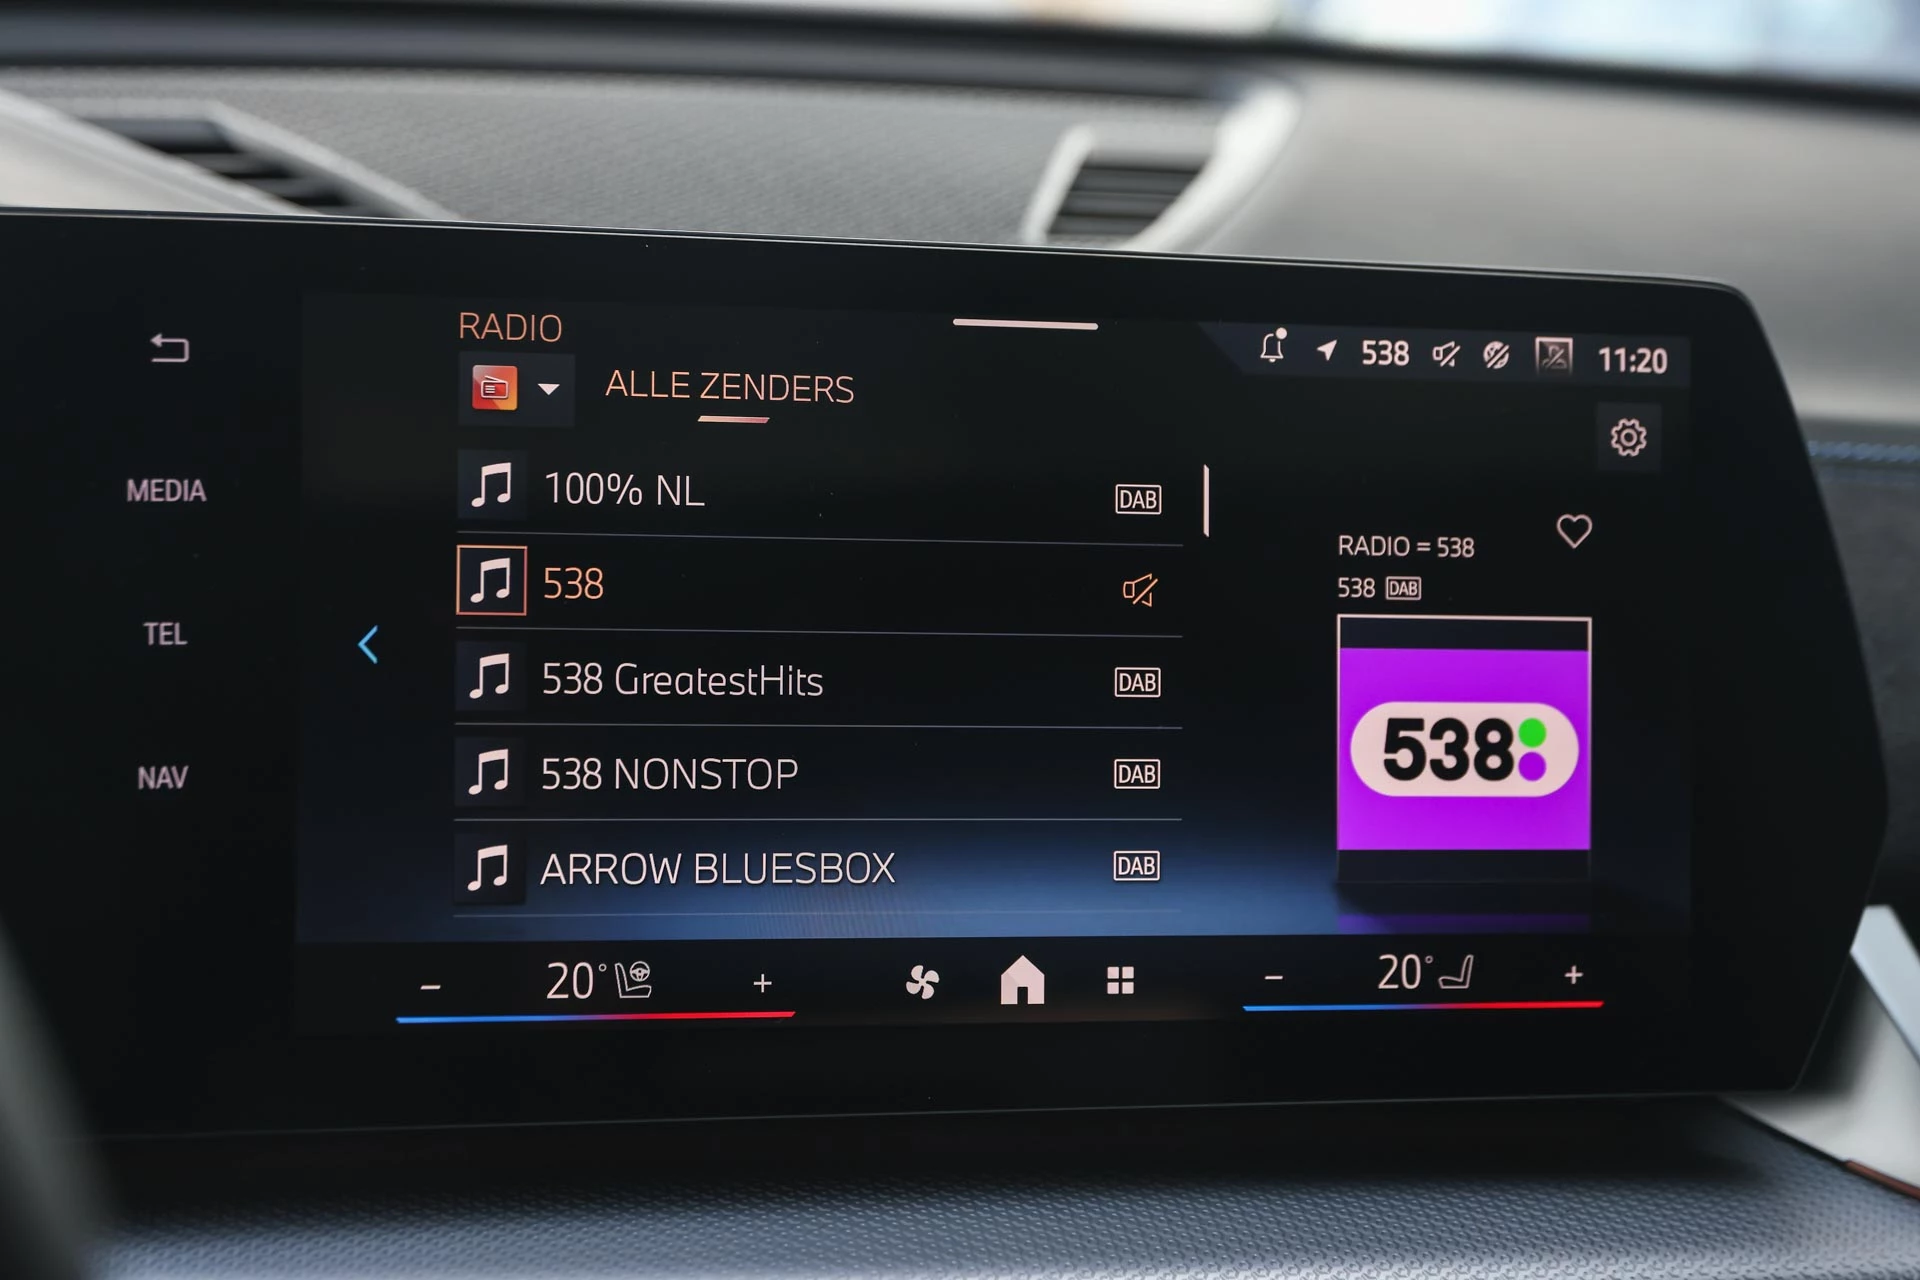 RADIO
538
11:20
ALLE ZENDERS
MEDIA
TEL
NAV
100% NL DAB
538
538 GreatestHits DAB
538 NONSTOP DAB
ARROW BLUESBOX DAB
RADIO = 538
538 DAB
538
- 20° +
- 20° +